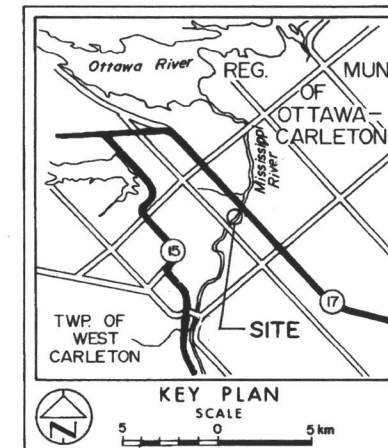 Ottawa River
REG. MUN
OF
OTTAWA-
CARLETON
Mississippi
River
15
17
TWP. OF
WEST
CARLETON
SITE
KEY PLAN
SCALE
N
5 0 5 km